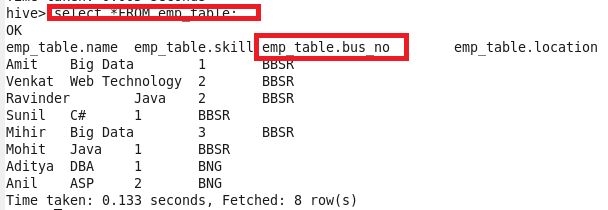 hive> select *FROM emp_table;
OK
emp_table.name emp_table.skill emp_table.bus_no emp_table.location
Amit Big Data 1 BBSR
Venkat Web Technology 2 BBSR
Ravinder Java 2 BBSR
Sunil C# 1 BBSR
Mihir Big Data 3 BBSR
Mohit Java 1 BBSR
Aditya DBA 1 BNG
Anil ASP 2 BNG
Time taken: 0.133 seconds, Fetched: 8 row(s)